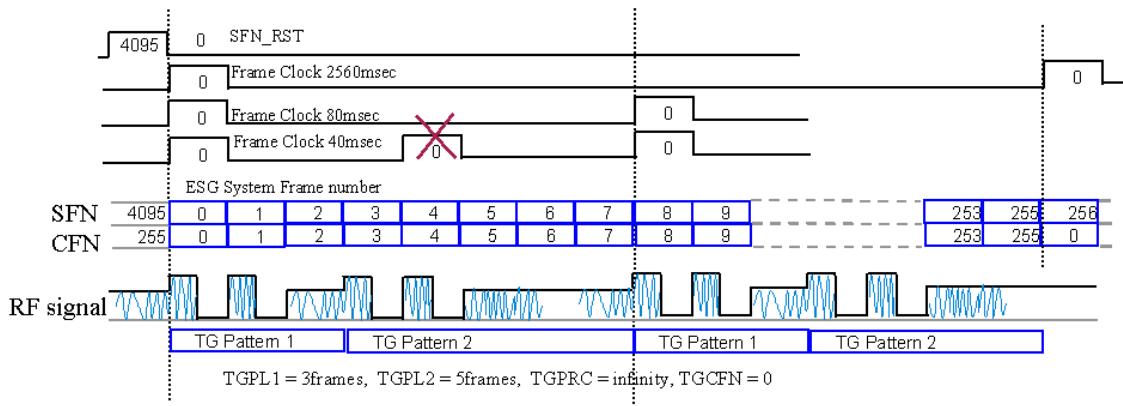 4095 0 SFN_RST
0 Frame Clock 2560msec 0
0 Frame Clock 80msec 0
0 Frame Clock 40msec 0 0
ESG System Frame number
SFN 4095 0 1 2 3 4 5 6 7 8 9 253 255 256
CFN 255 0 1 2 3 4 5 6 7 8 9 253 255 0
RF signal
TG Pattern 1 TG Pattern 2 TG Pattern 1 TG Pattern 2
TGPL1 = 3frames, TGPL2 = 5frames, TGPRC = infinity, TGCFN = 0